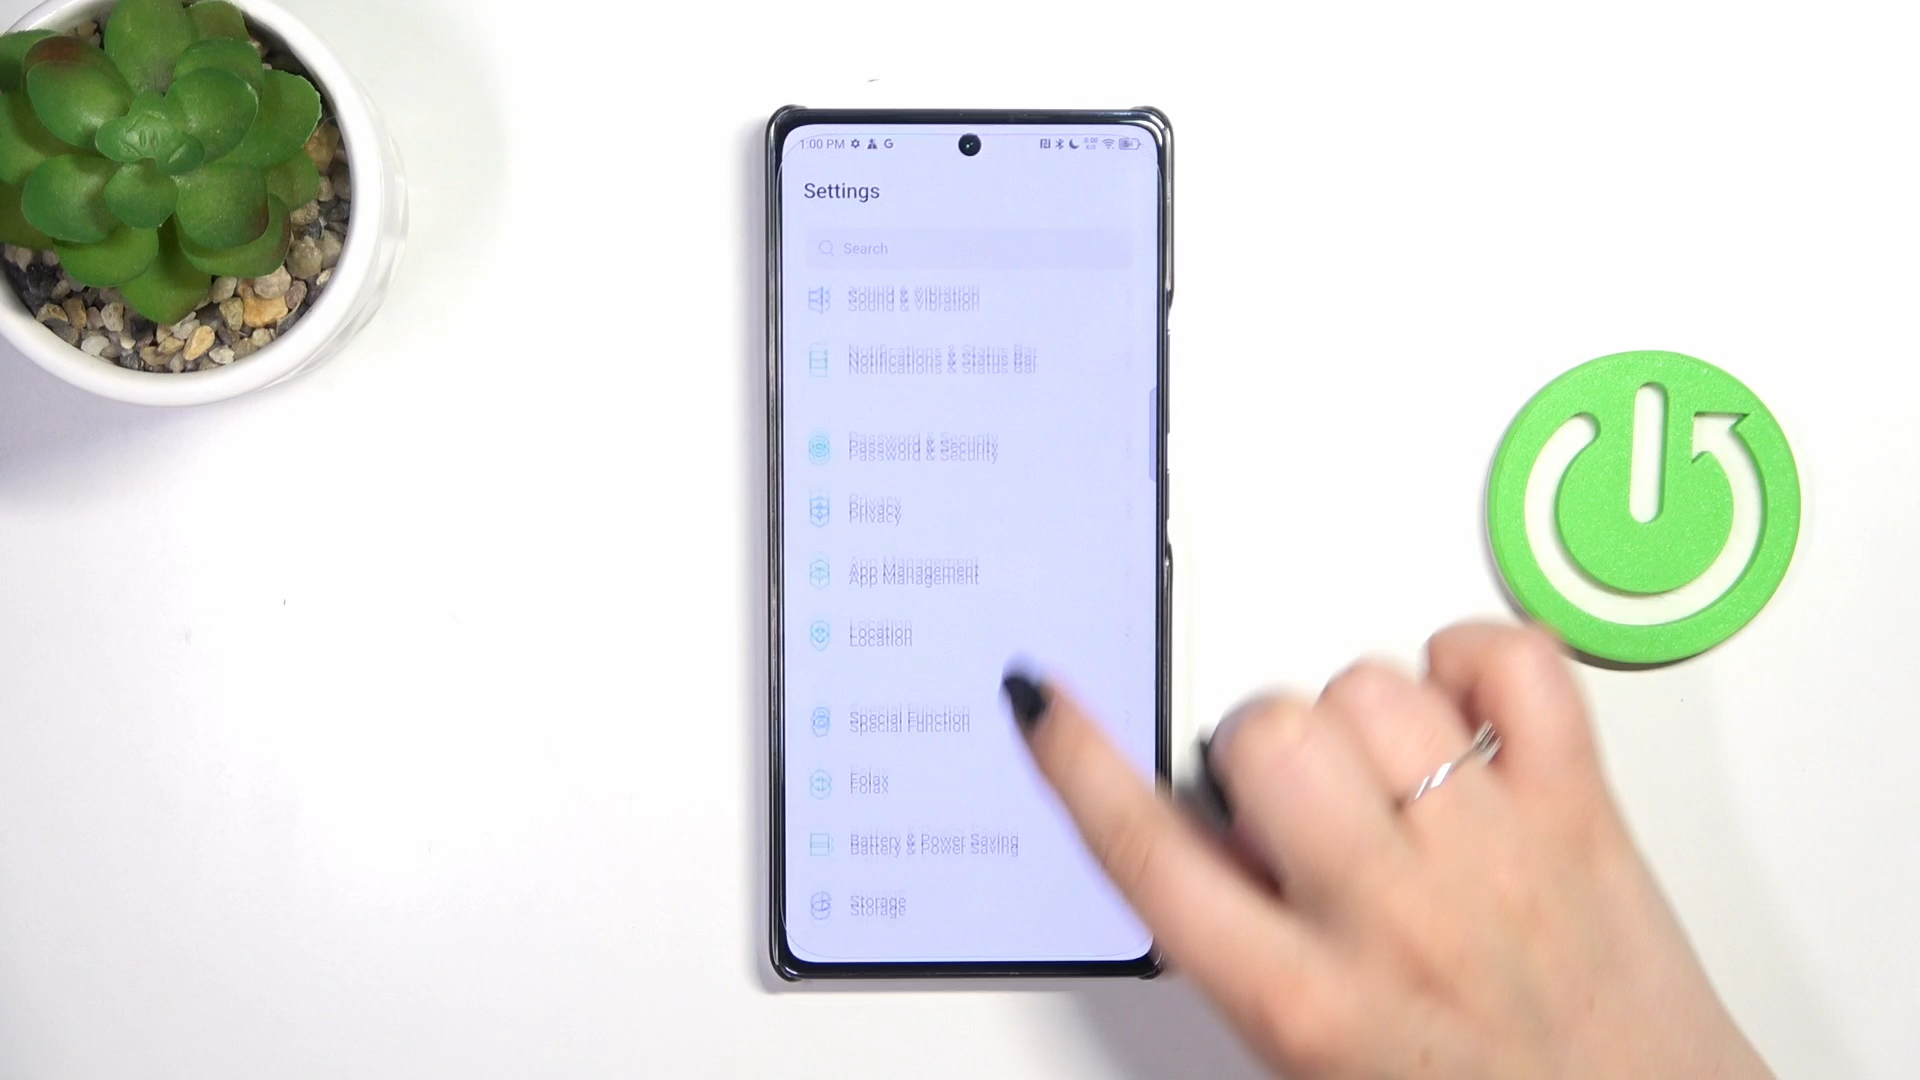 1:00 PM G
Settings
Search
Sound & Vibration
Notifications & Status Bar
Password & Security
Privacy
App Management
Location
Special Function
Folax
Battery & Power Saving
Storage